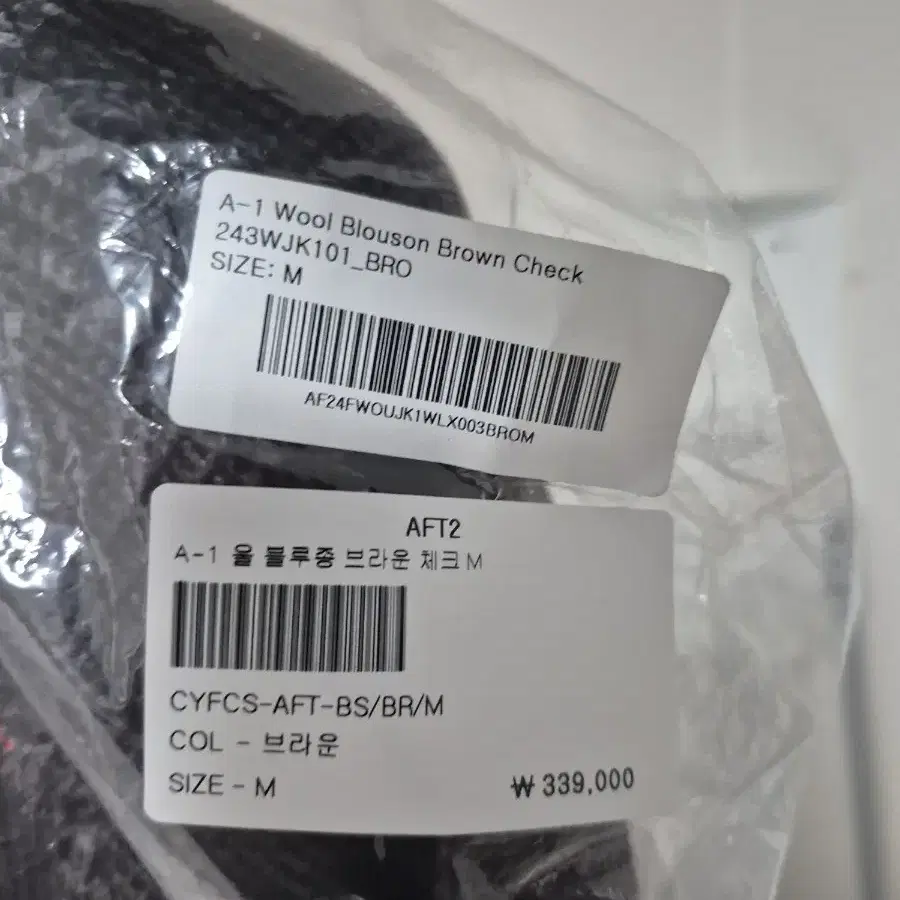 A-1 Wool Blouson Brown Check
243WJK101_BRO
SIZE: M
AF24FWOUJK1WLX003BROM
AFT2
A-1 울 블루종 브라운 체크 M
CYFCS-AFT-BS/BR/M
COL - 브라운
SIZE - M
₩ 339,000